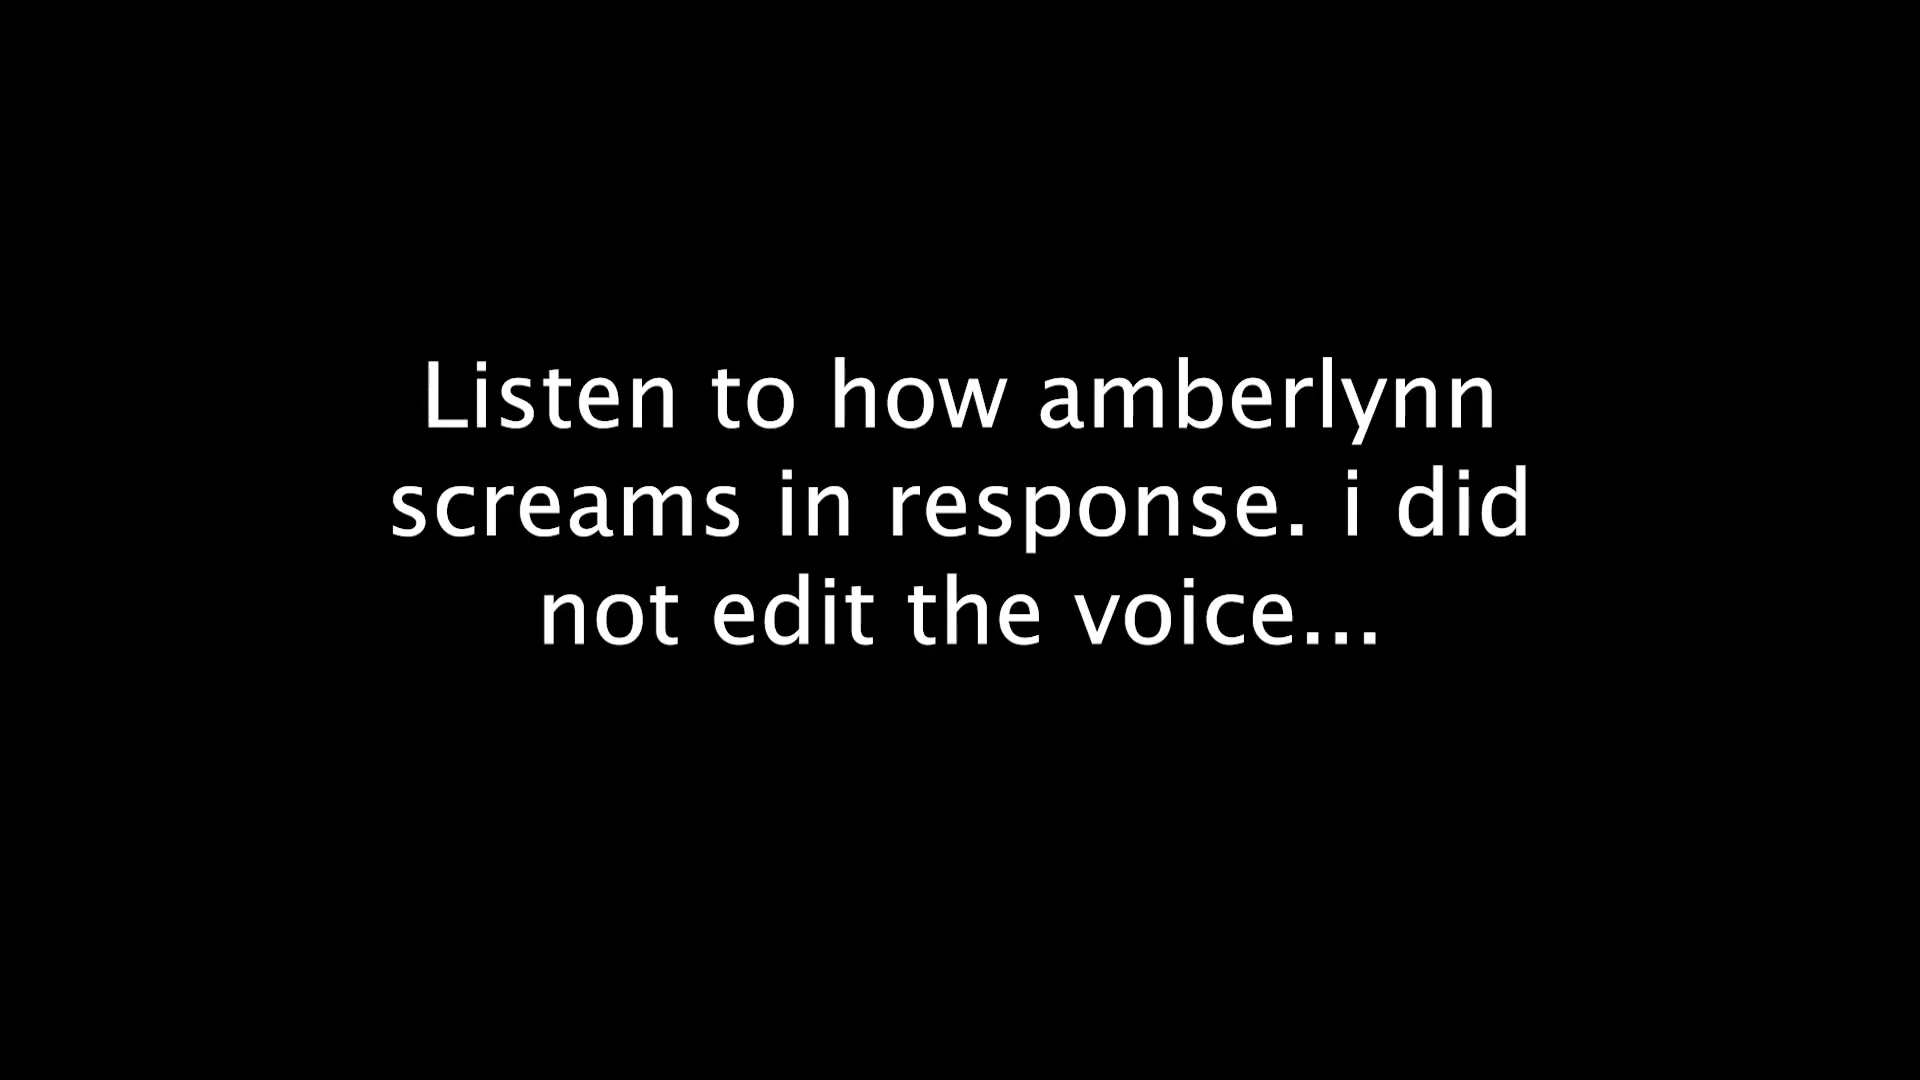 Listen to how amberlynn
screams in response. i did
not edit the voice...